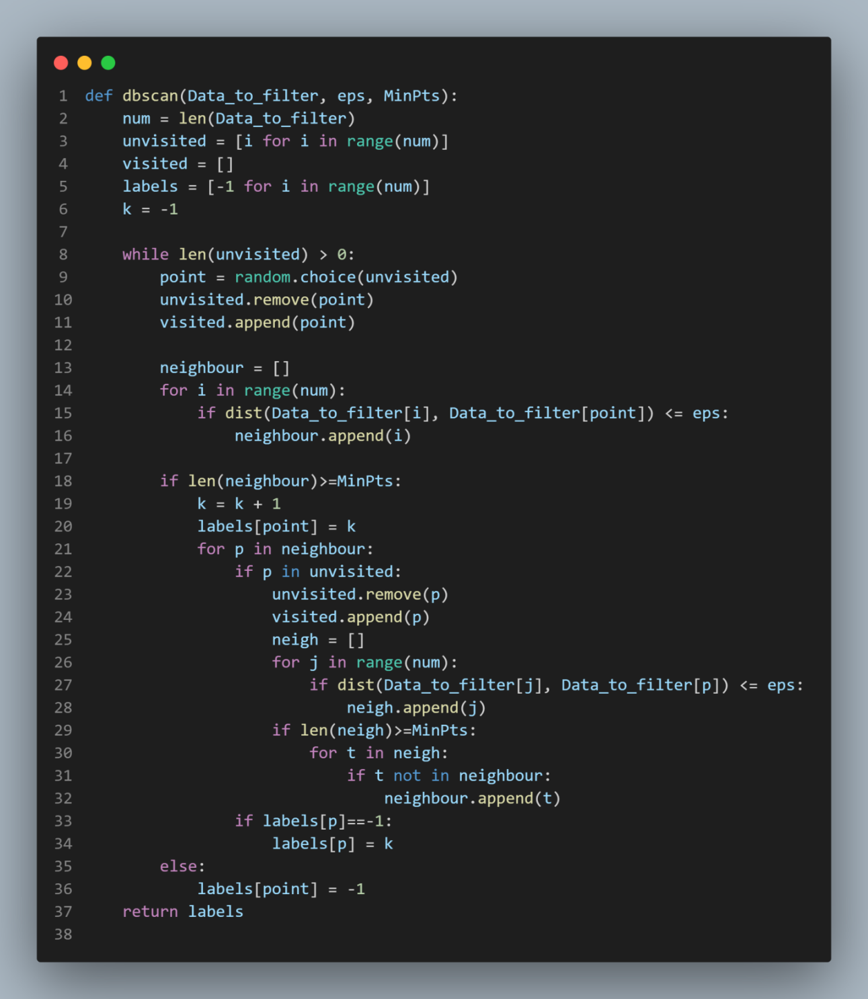 1 def dbscan(Data_to_filter, eps, MinPts):
2     num = len(Data_to_filter)
3     unvisited = [i for i in range(num)]
4     visited = []
5     labels = [-1 for i in range(num)]
6     k = -1
7
8     while len(unvisited) > 0:
9         point = random.choice(unvisited)
10         unvisited.remove(point)
11         visited.append(point)
12
13         neighbour = []
14         for i in range(num):
15             if dist(Data_to_filter[i], Data_to_filter[point]) <= eps:
16                 neighbour.append(i)
17
18         if len(neighbour)>=MinPts:
19             k = k + 1
20             labels[point] = k
21             for p in neighbour:
22                 if p in unvisited:
23                     unvisited.remove(p)
24                     visited.append(p)
25                     neigh = []
26                     for j in range(num):
27                         if dist(Data_to_filter[j], Data_to_filter[p]) <= eps:
28                             neigh.append(j)
29                     if len(neigh)>=MinPts:
30                         for t in neigh:
31                             if t not in neighbour:
32                                 neighbour.append(t)
33                 if labels[p]==-1:
34                     labels[p] = k
35         else:
36             labels[point] = -1
37     return labels
38